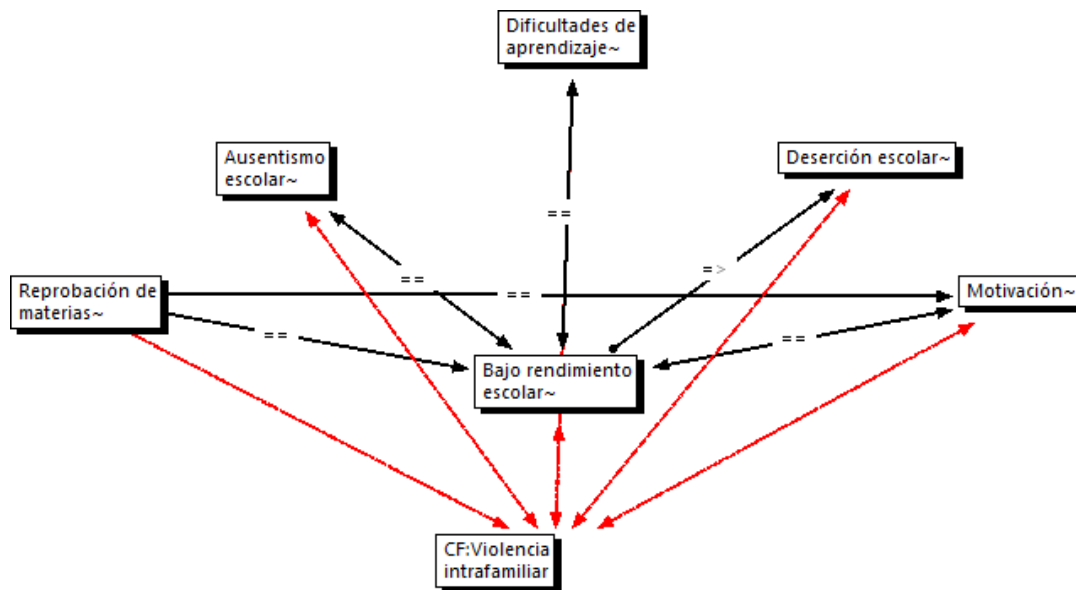 Dificultades de
aprendizaje~
Ausentismo
escolar~
Deserción escolar~
==
==
=>
Reprobación de
materias~
==
Motivación~
==
==
Bajo rendimiento
escolar~
CF:Violencia
intrafamiliar